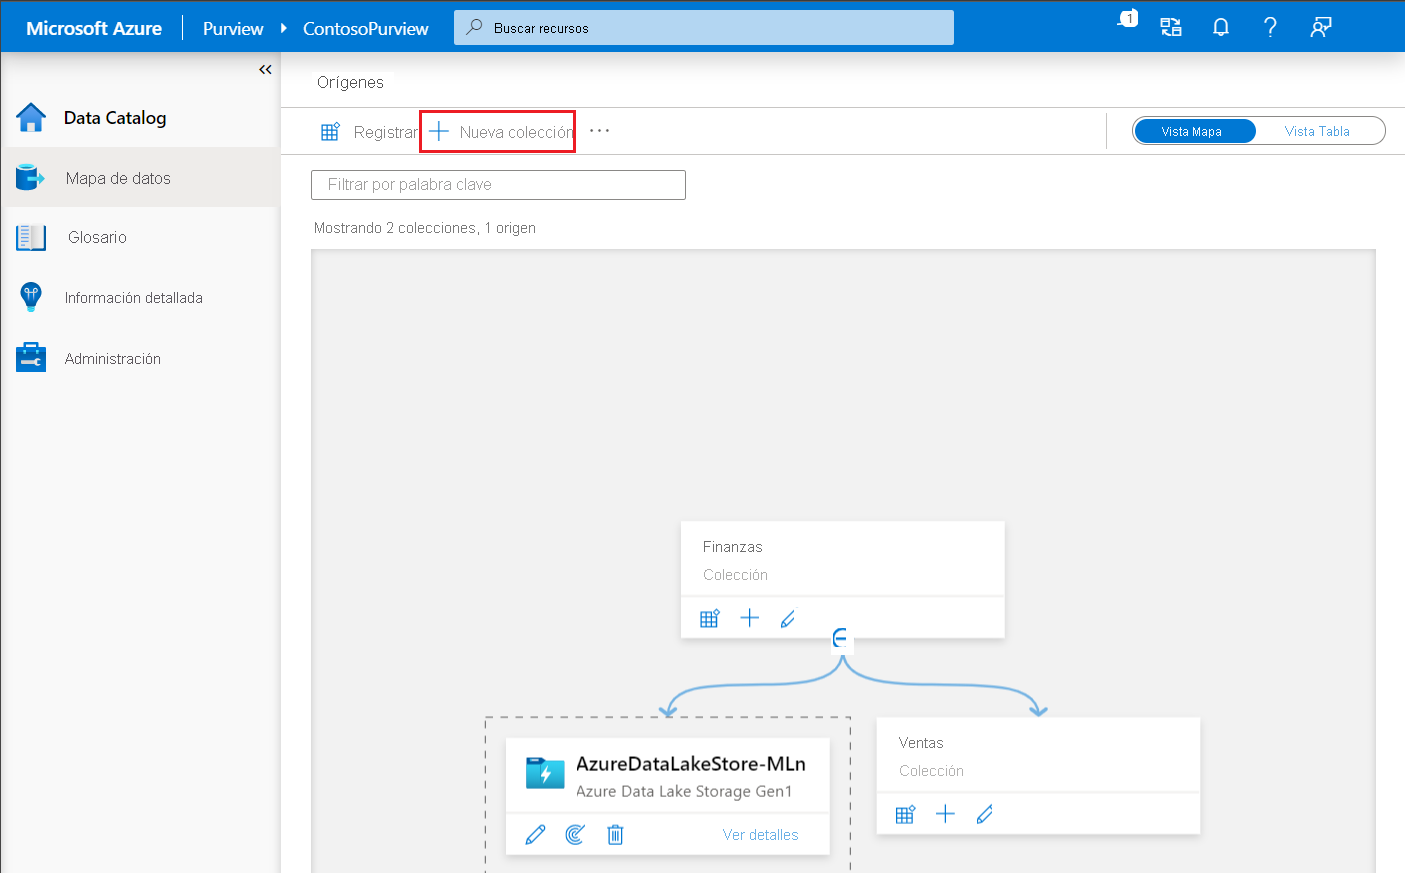 Microsoft Azure
Purview
ContosoPurview
Buscar recursos
1
Orígenes
Data Catalog
Mapa de datos
Glosario
Información detallada
Administración
Registrar
Nueva colección
Vista Mapa
Vista Tabla
Filtrar por palabra clave
Mostrando 2 colecciones, 1 origen
Finanzas
Colección
AzureDataLakeStore-MLn
Azure Data Lake Storage Gen1
Ver detalles
Ventas
Colección